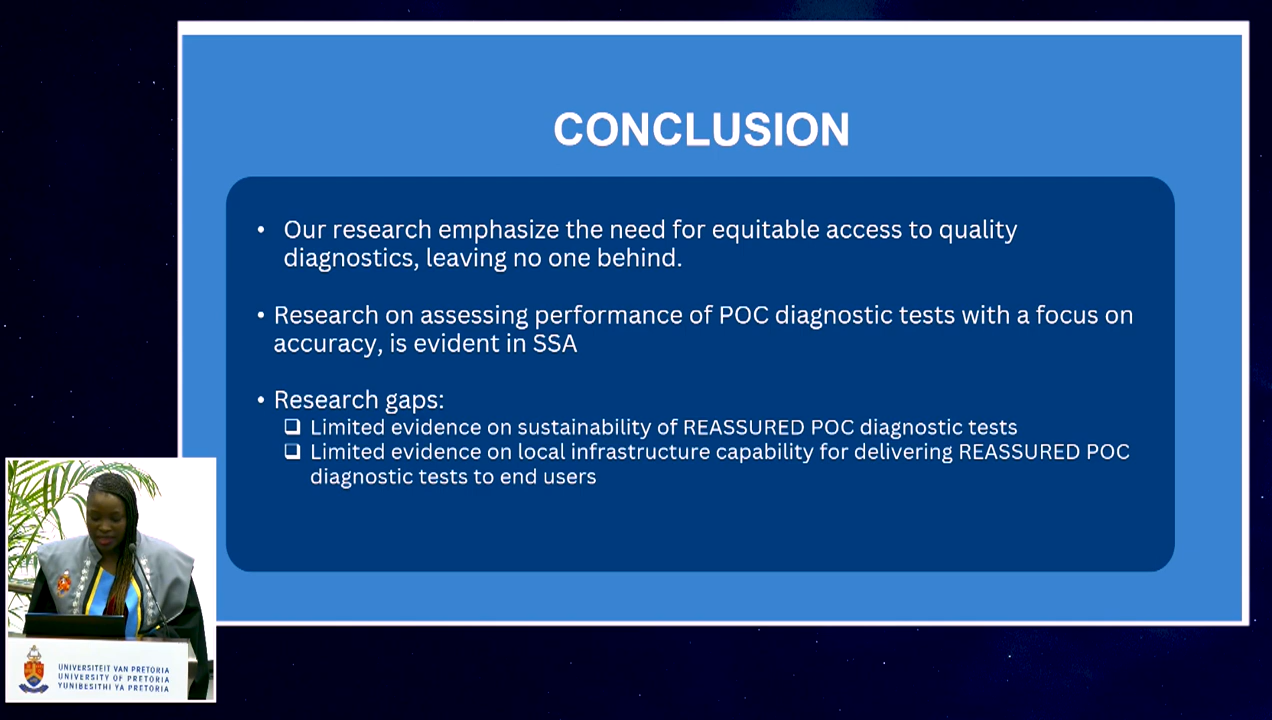 CONCLUSION
• Our research emphasize the need for equitable access to quality
diagnostics, leaving no one behind.
• Research on assessing performance of POC diagnostic tests with a focus on
accuracy, is evident in SSA
• Research gaps:
❑ Limited evidence on sustainability of REASSURED POC diagnostic tests
❑ Limited evidence on local infrastructure capability for delivering REASSURED POC
diagnostic tests to end users
UNIVERSITEIT VAN PRETORIA
UNIVERSITY OF PRETORIA
YUNIBESITHI YA PRETORIA